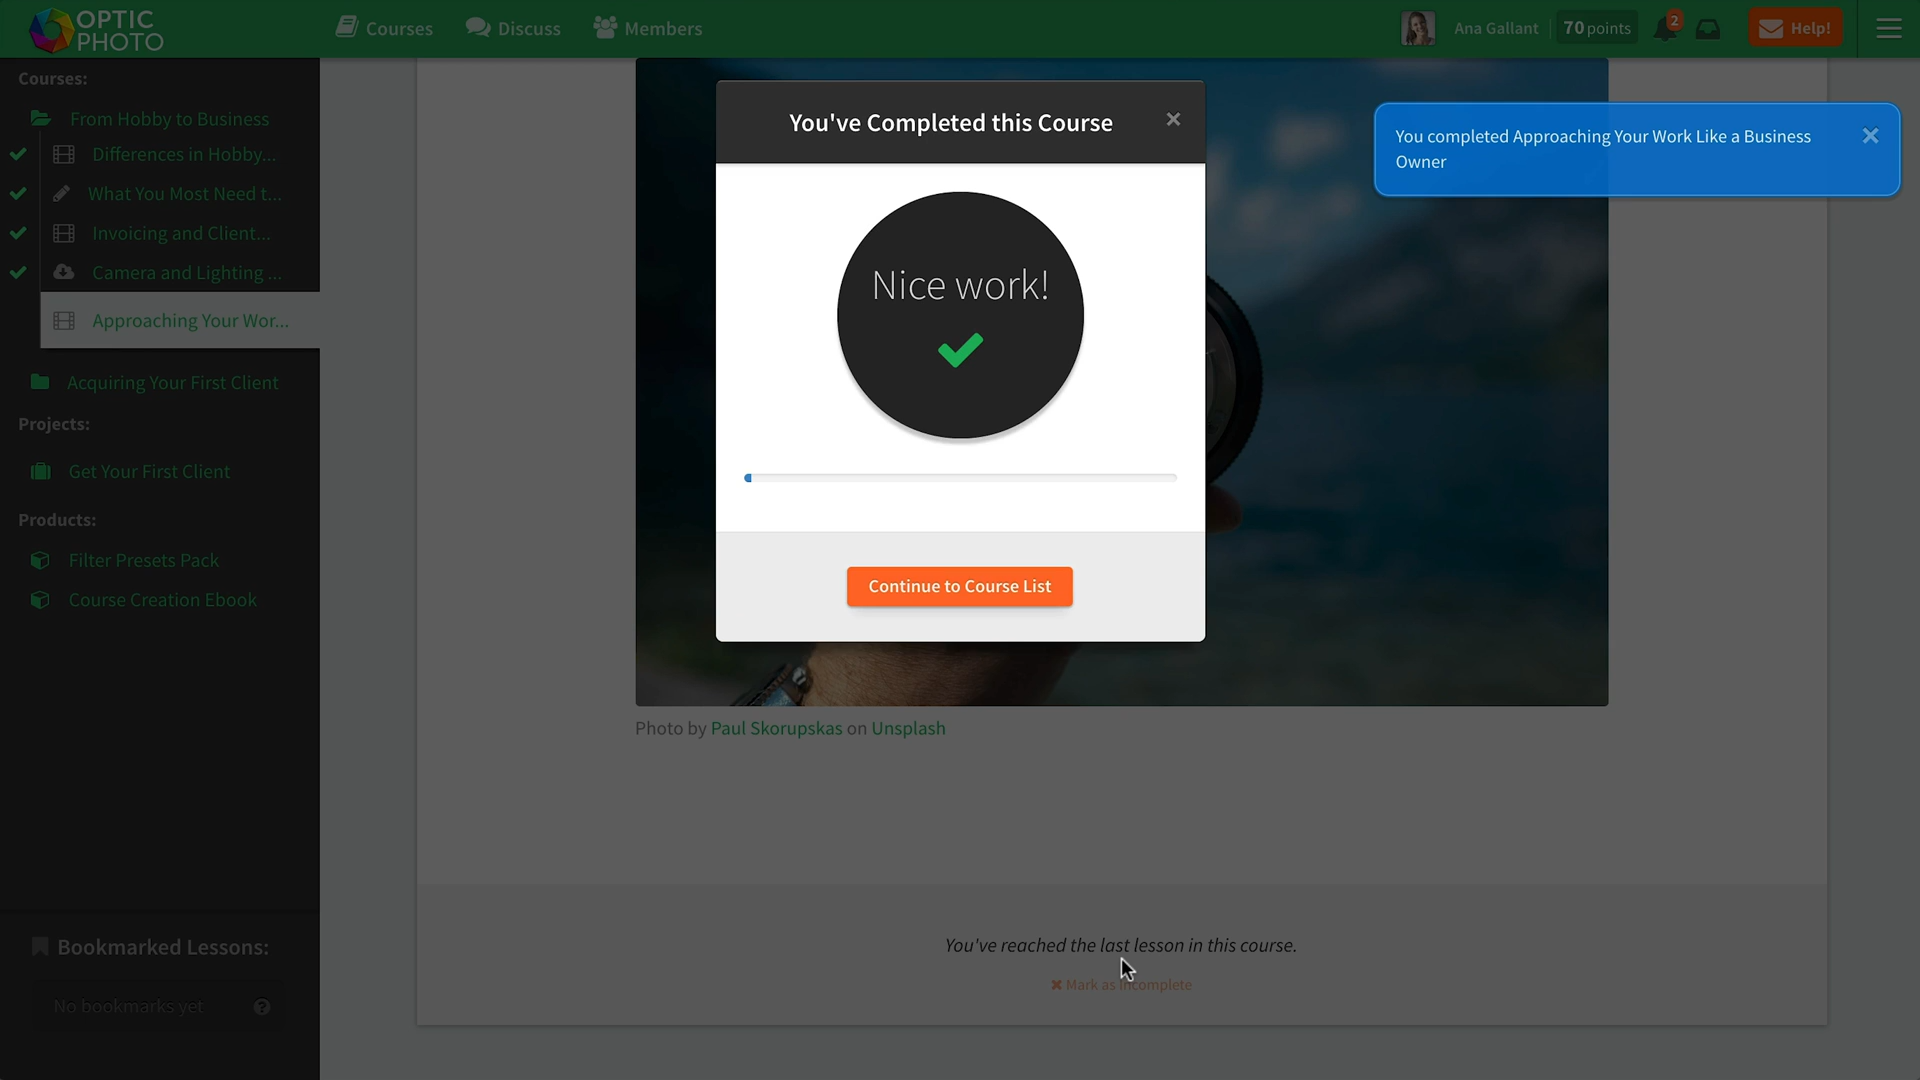 OPTIC
PHOTO
Courses
Discuss
Members
Ana Gallant
70 points
2
Help!
Courses:
From Hobby to Business
Differences in Hobby...
What You Most Need t...
Invoicing and Client...
Camera and Lighting ...
Approaching Your Wor...
Acquiring Your First Client
Projects:
Get Your First Client
Products:
Filter Presets Pack
Course Creation Ebook
Bookmarked Lessons:
No bookmarks yet
You've Completed this Course
Nice work!
Continue to Course List
You completed Approaching Your Work Like a Business
Owner
Photo by Paul Skorupskas on Unsplash
You've reached the last lesson in this course.
Mark as Incomplete